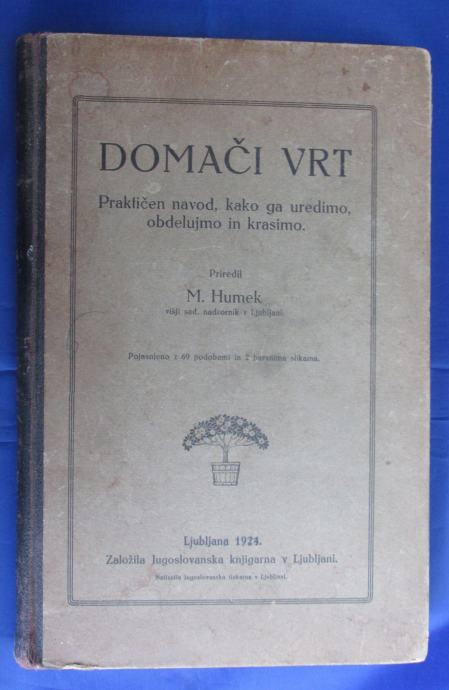 DOMAČI VRT
Praktičen navod, kako ga uredimo,
obdelujmo in krasimo.
Priredil
M. Humek
višji sad. nadzornik v Ljubljani.
Pojasnjeno z 69 podobami in 2 barvnima slikama.
Ljubljana 1924.
Založila Jugoslovanska knjigarna v Ljubljani.
Natisnila Jugoslovanska tiskarna v Ljubljani.